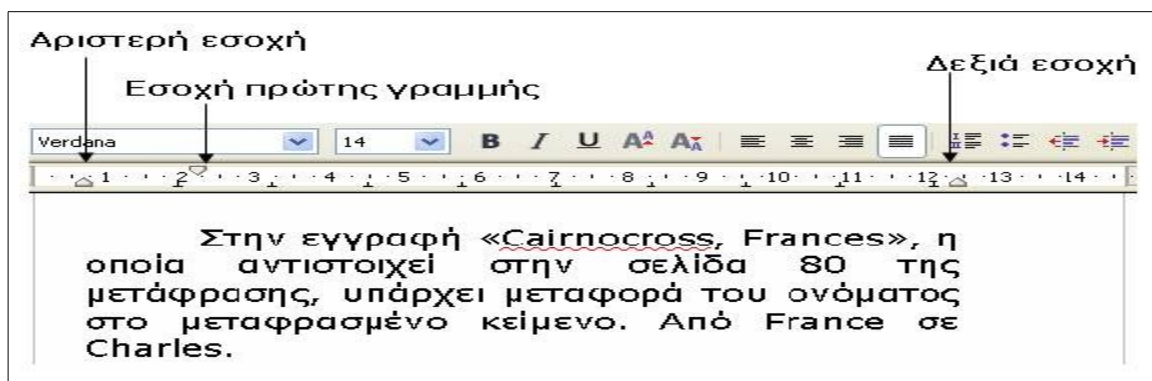 Αριστερή εσοχή
Δεξιά εσοχή
Εσοχή πρώτης γραμμής
Verdana 14 B I U
1 2 3 4 5 6 7 8 9 10 11 12 13 14
Στην εγγραφή «Cairnocross, Frances», η
οποία αντιστοιχεί στην σελίδα 80 της
μετάφρασης, υπάρχει μεταφορά του ονόματος
στο μεταφρασμένο κείμενο. Από France σε
Charles.